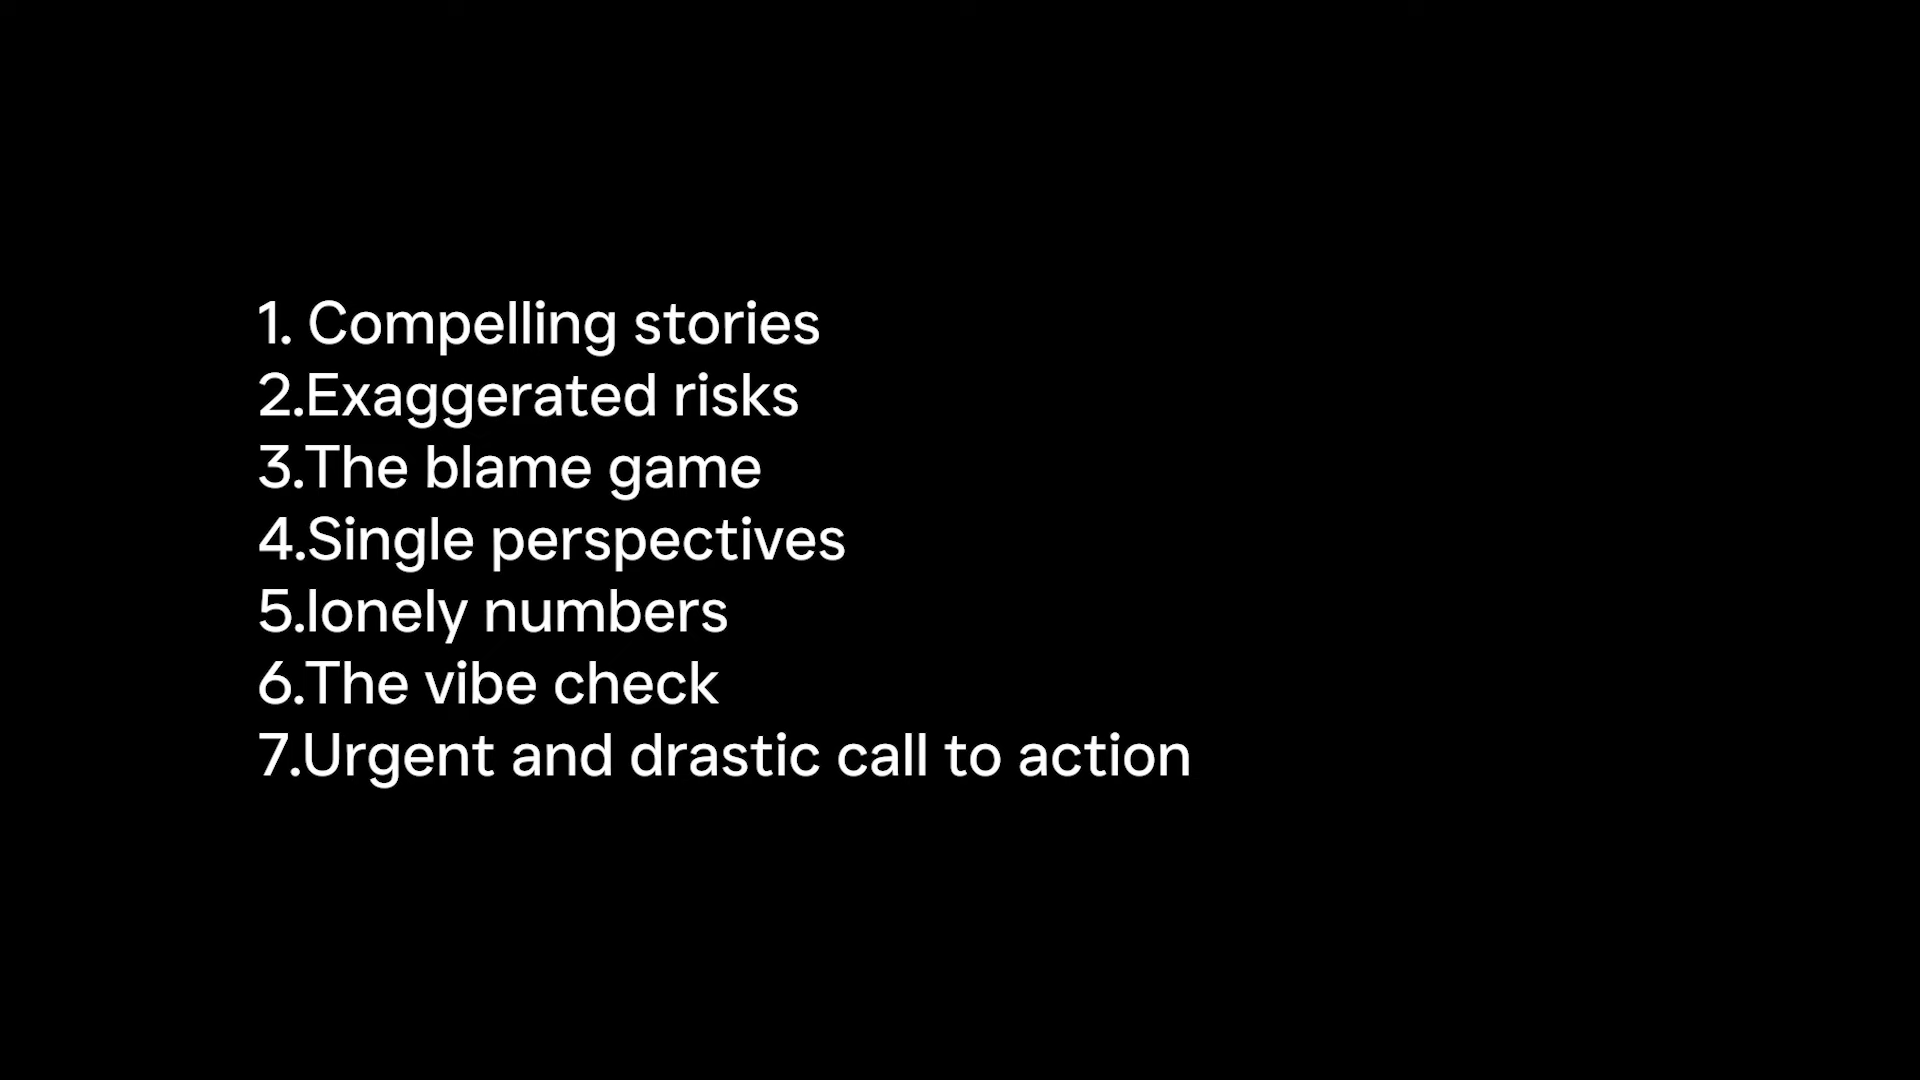 1. Compelling stories
2.Exaggerated risks
3.The blame game
4.Single perspectives
5.lonely numbers
6.The vibe check
7.Urgent and drastic call to action